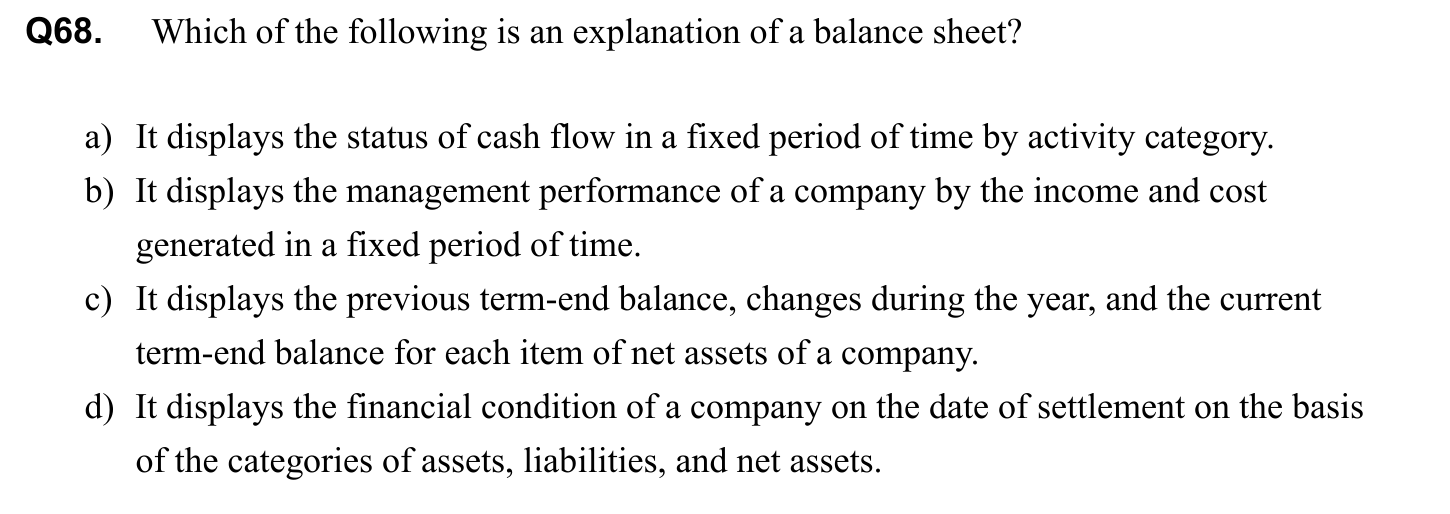 Q68. Which of the following is an explanation of a balance sheet?
a) It displays the status of cash flow in a fixed period of time by activity category.
b) It displays the management performance of a company by the income and cost
generated in a fixed period of time.
c) It displays the previous term-end balance, changes during the year, and the current
term-end balance for each item of net assets of a company.
d) It displays the financial condition of a company on the date of settlement on the basis
of the categories of assets, liabilities, and net assets.